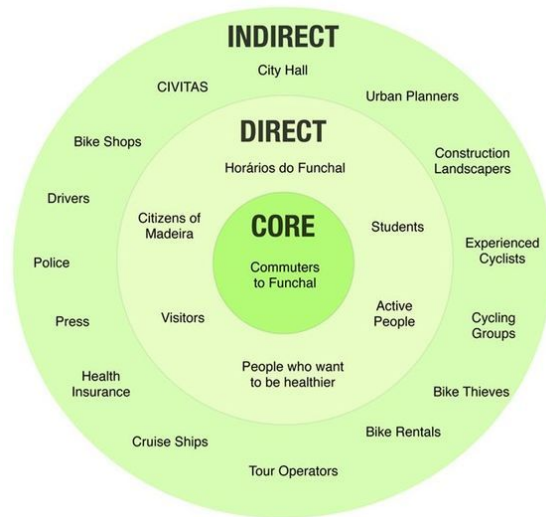 INDIRECT
City Hall
CIVITAS
Urban Planners
Bike Shops
Construction
Landscapers
Drivers
Experienced
Cyclists
Police
Press
Cycling
Groups
Health
Insurance
Bike Thieves
Cruise Ships
Bike Rentals
Tour Operators
DIRECT
Horários do Funchal
Citizens of
Madeira
Students
Visitors
Active
People
People who want
to be healthier
CORE
Commuters
to Funchal